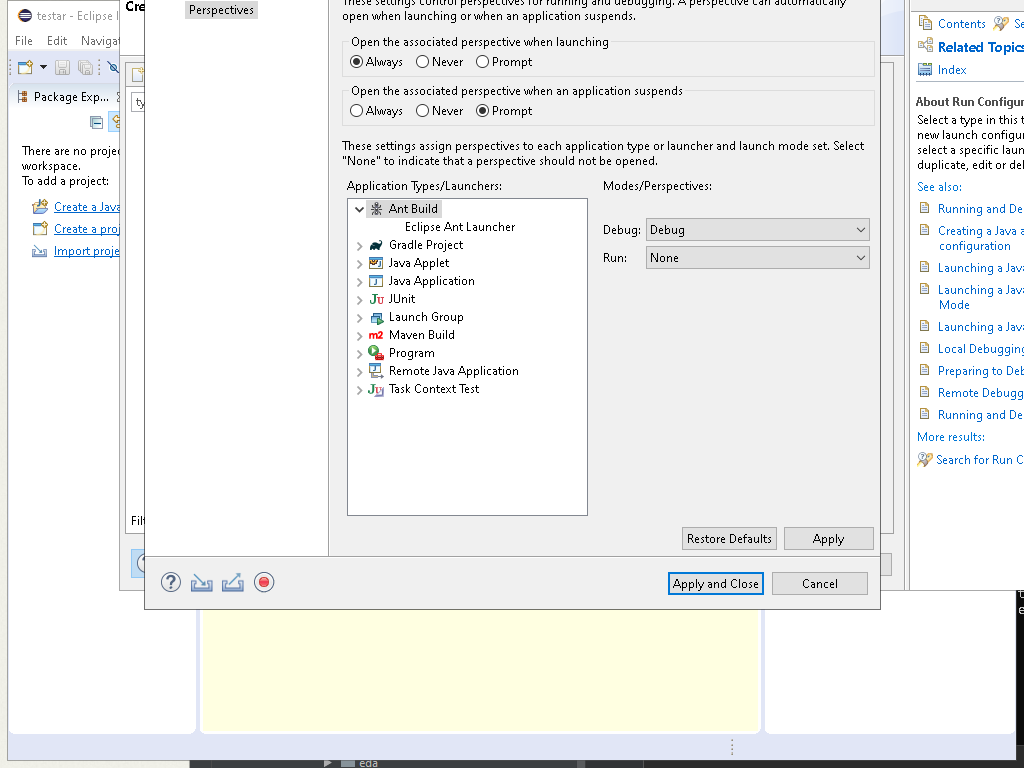 testar - Eclipse
File Edit Navigat
Package Exp...
There are no proje
workspace.
To add a project:
Create a Java
Create a proj
Import proje
Cre
ty
Filt
Perspectives
These settings control perspectives for running and debugging. A perspective can automatically
open when launching or when an application suspends.
Open the associated perspective when launching
Always Never Prompt
Open the associated perspective when an application suspends
Always Never Prompt
These settings assign perspectives to each application type or launcher and launch mode set. Select
"None" to indicate that a perspective should not be opened.
Application Types/Launchers:
Ant Build
Eclipse Ant Launcher
Gradle Project
Java Applet
Java Application
JUnit
Launch Group
Maven Build
Program
Remote Java Application
Task Context Test
Modes/Perspectives:
Debug: Debug
Run: None
Restore Defaults Apply
Apply and Close Cancel
Contents Se
Related Topics
Index
About Run Configur
Select a type in this t
new launch configu
select a specific laun
duplicate, edit or del
See also:
Running and De
Creating a Java a
configuration
Launching a Java
Launching a Java
Mode
Launching a Java
Local Debugging
Preparing to Deb
Remote Debugg
Running and De
More results:
Search for Run C
eda